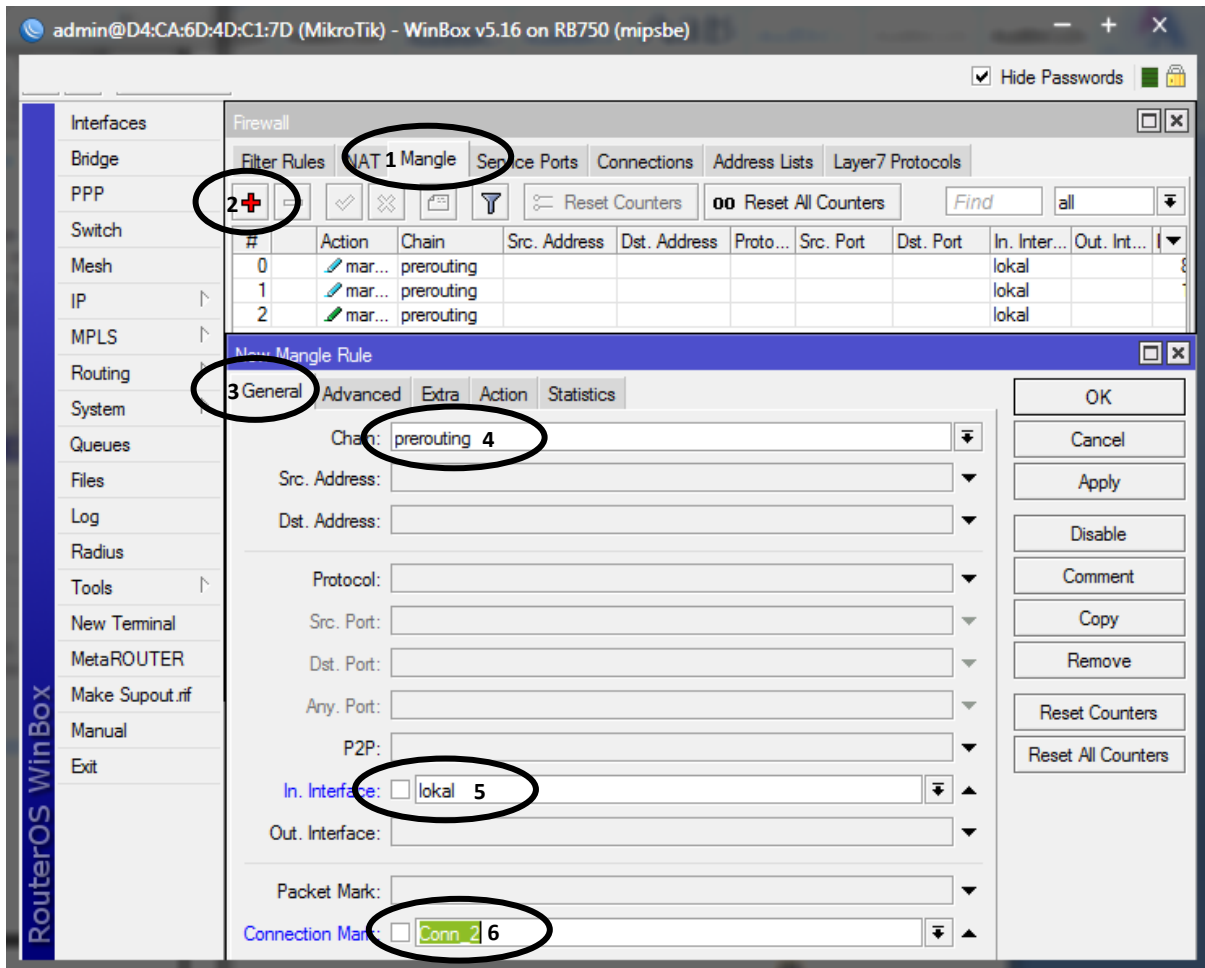 admin@D4:CA:6D:4D:C1:7D (MikroTik) - WinBox v5.16 on RB750 (mipsbe)
Hide Passwords
RouterOS WinBox
Interfaces
Bridge
PPP
Switch
Mesh
IP
MPLS
Routing
System
Queues
Files
Log
Radius
Tools
New Terminal
MetaROUTER
Make Supout.rif
Manual
Exit
Firewall
Filter Rules NAT 1 Mangle Service Ports Connections Address Lists Layer7 Protocols
2 Reset Counters 00 Reset All Counters Find all
# Action Chain Src. Address Dst. Address Proto... Src. Port Dst. Port In. Inter... Out. Int...
0 mar... prerouting lokal
1 mar... prerouting lokal
2 mar... prerouting lokal
New Mangle Rule
3 General Advanced Extra Action Statistics
Chain: prerouting 4
Src. Address:
Dst. Address:
Protocol:
Src. Port:
Dst. Port:
Any. Port:
P2P:
In. Interface: lokal 5
Out. Interface:
Packet Mark:
Connection Mark: Conn_2 6
OK
Cancel
Apply
Disable
Comment
Copy
Remove
Reset Counters
Reset All Counters